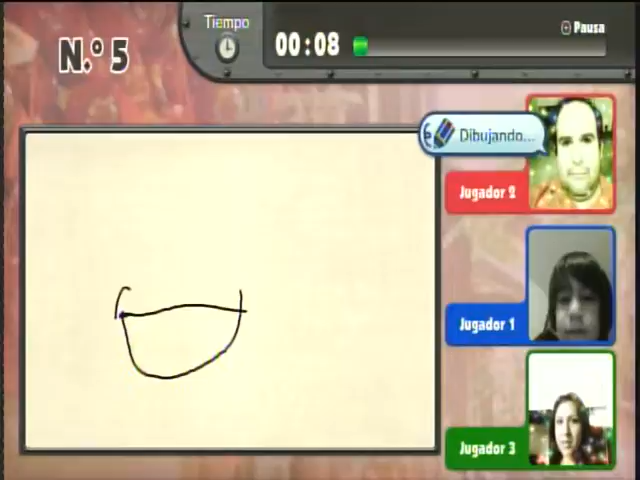 Tiempo
N.º 5
00:08
Pausa
Dibujando...
Jugador 2
Jugador 1
Jugador 3